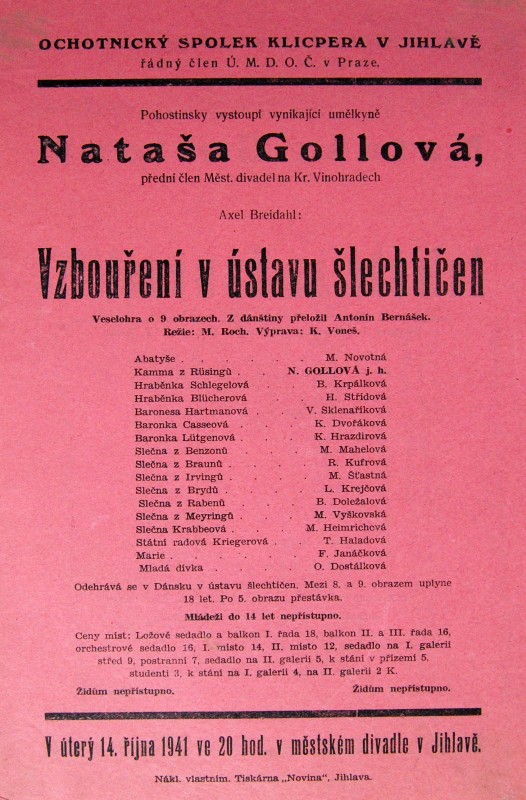 OCHOTNICKÝ SPOLEK KLICPERA V JIHLAVĚ
řádný člen Ú. M. D. O. Č. v Praze.
Pohostinsky vystoupí vynikající umělkyně
Nataša Gollová,
přední člen Měst. divadel na Kr. Vinohradech
Axel Breidahl:
Vzbouření v ústavu šlechtičen
Veselohra o 9 obrazech. Z dánštiny přeložil Antonín Bernášek.
Režie: M. Roch. Výprava: K. Voneš.
Abatyše . . . . . . M. Novotná
Kamma z Rüsingů . . N. GOLLOVÁ j. h.
Hraběnka Schlegelová . . B. Krpálková
Hraběnka Blücherová . . H. Střídová
Baronesa Hartmanová . . V. Sklenaříková
Baronka Casseová . . . K. Dvořáková
Baronka Lütgenová . . . K. Hrazdirová
Slečna z Benzonů . . . M. Mahelová
Slečna z Braunů . . . . R. Kufrová
Slečna z Irvingů . . . M. Šťastná
Slečna z Brydů . . . . L. Krejčová
Slečna z Rabenů . . . B. Doležalová
Slečna z Meyringů . . . M. Vyškovská
Slečna Krabbeová . . . M. Heimrichová
Státní radová Kriegerová . . T. Haladová
Marie . . . . . . F. Janáčková
Mladá dívka . . . . O. Dostálková
Odehrává se v Dánsku v ústavu šlechtičen. Mezi 8. a 9. obrazem uplyne
18 let. Po 5. obrazu přestávka.
Mládeži do 14 let nepřístupno.
Ceny míst: Ložové sedadlo a balkon I. řada 18, balkon II. a III. řada 16,
orchestrové sedadlo 16, I. místo 14, II. místo 12, sedadlo na I. galerii
střed 9, postranní 7, sedadlo na II. galerii 5, k stání v přízemí 5,
studenti 3, k stání na I. galerii 4, na II. galerii 2 K.
Židům nepřístupno. Židům nepřístupno.
V úterý 14. října 1941 ve 20 hod. v městském divadle v Jihlavě.
Nákl. vlastním. Tiskárna „Novina", Jihlava.